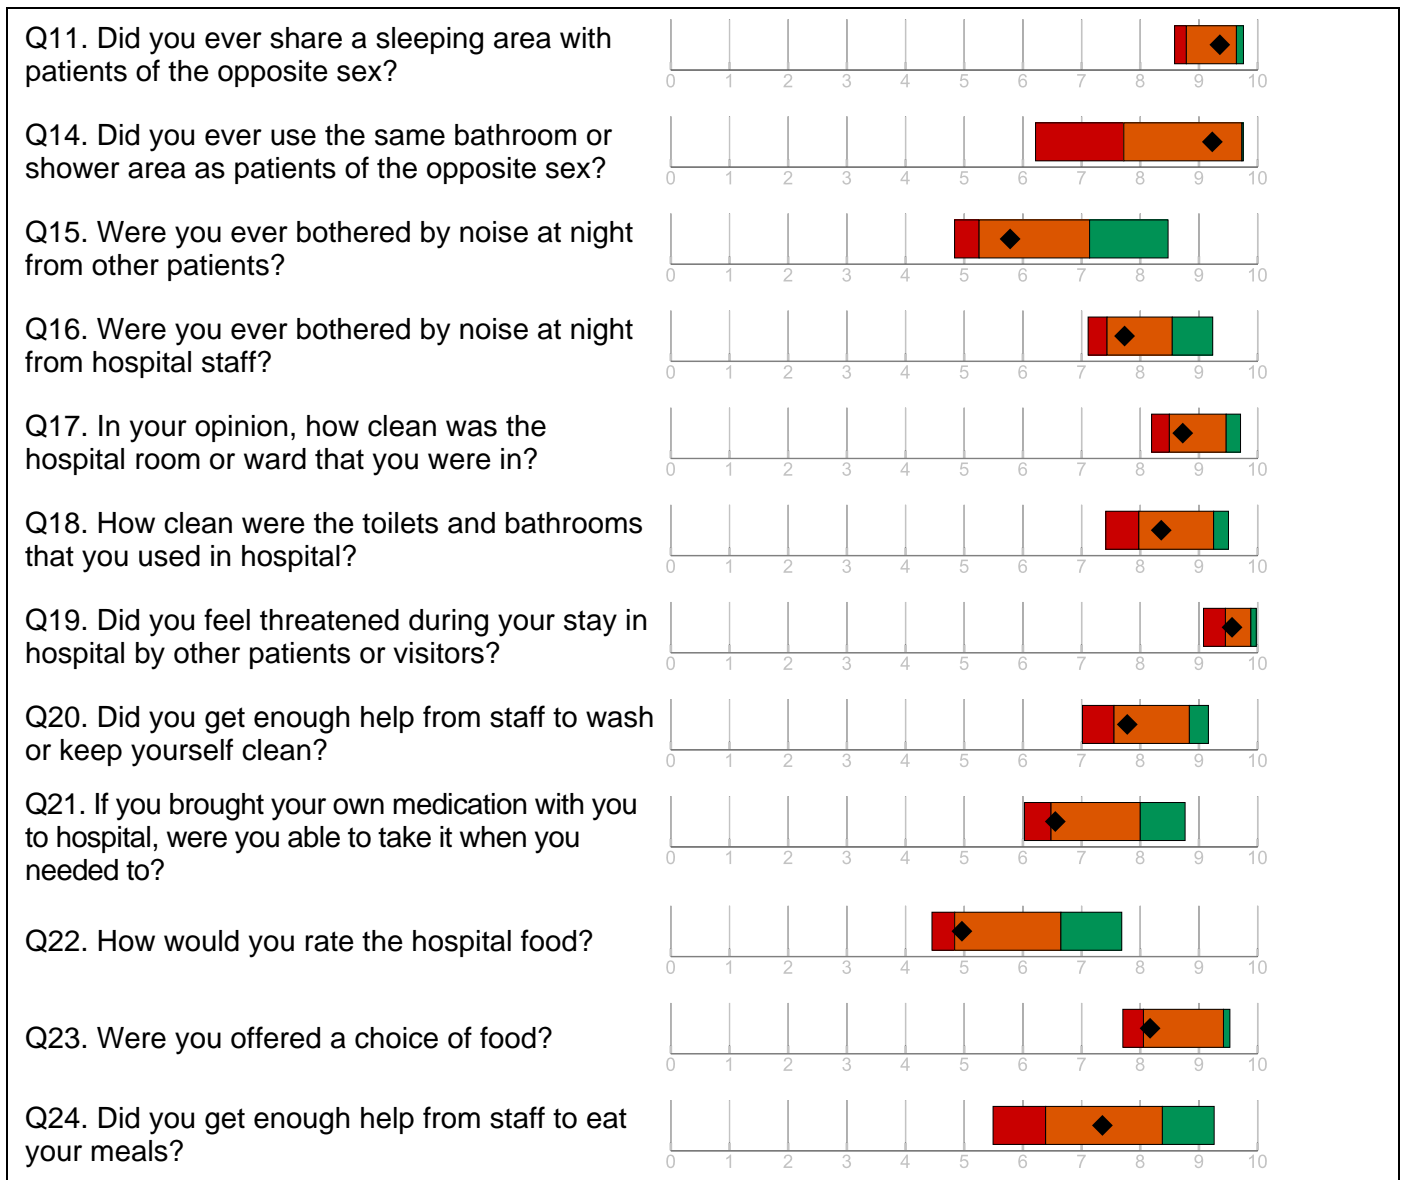 Q11. Did you ever share a sleeping area with
patients of the opposite sex?
0 1 2 3 4 5 6 7 8 9 10
Q14. Did you ever use the same bathroom or
shower area as patients of the opposite sex?
0 1 2 3 4 5 6 7 8 9 10
Q15. Were you ever bothered by noise at night
from other patients?
0 1 2 3 4 5 6 7 8 9 10
Q16. Were you ever bothered by noise at night
from hospital staff?
0 1 2 3 4 5 6 7 8 9 10
Q17. In your opinion, how clean was the
hospital room or ward that you were in?
0 1 2 3 4 5 6 7 8 9 10
Q18. How clean were the toilets and bathrooms
that you used in hospital?
0 1 2 3 4 5 6 7 8 9 10
Q19. Did you feel threatened during your stay in
hospital by other patients or visitors?
0 1 2 3 4 5 6 7 8 9 10
Q20. Did you get enough help from staff to wash
or keep yourself clean?
0 1 2 3 4 5 6 7 8 9 10
Q21. If you brought your own medication with you
to hospital, were you able to take it when you
needed to?
0 1 2 3 4 5 6 7 8 9 10
Q22. How would you rate the hospital food?
0 1 2 3 4 5 6 7 8 9 10
Q23. Were you offered a choice of food?
0 1 2 3 4 5 6 7 8 9 10
Q24. Did you get enough help from staff to eat
your meals?
0 1 2 3 4 5 6 7 8 9 10